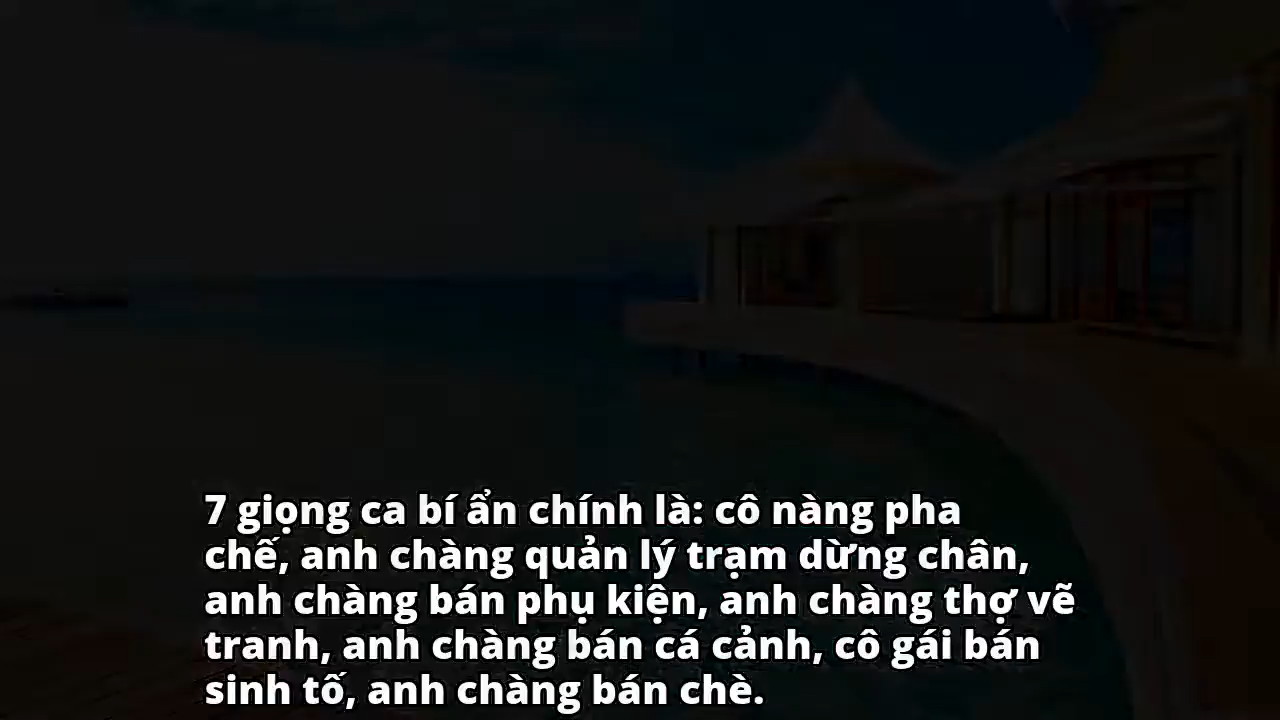 7 giọng ca bí ẩn chính là: cô nàng pha
chế, anh chàng quản lý trạm dừng chân,
anh chàng bán phụ kiện, anh chàng thợ vẽ
tranh, anh chàng bán cá cảnh, cô gái bán
sinh tố, anh chàng bán chè.